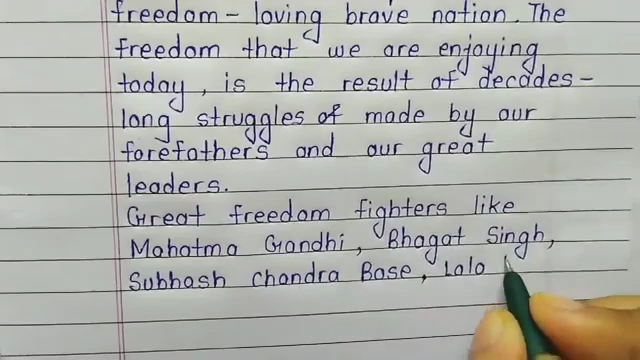 freedom - loving brave nation. The
freedom that we are enjoying
today, is the result of decades -
long struggles of made by our
forefathers and our great
leaders.
Great freedom fighters like
Mahatma Gandhi, Bhagat Singh,
Subhash Chandra Bose, Lala